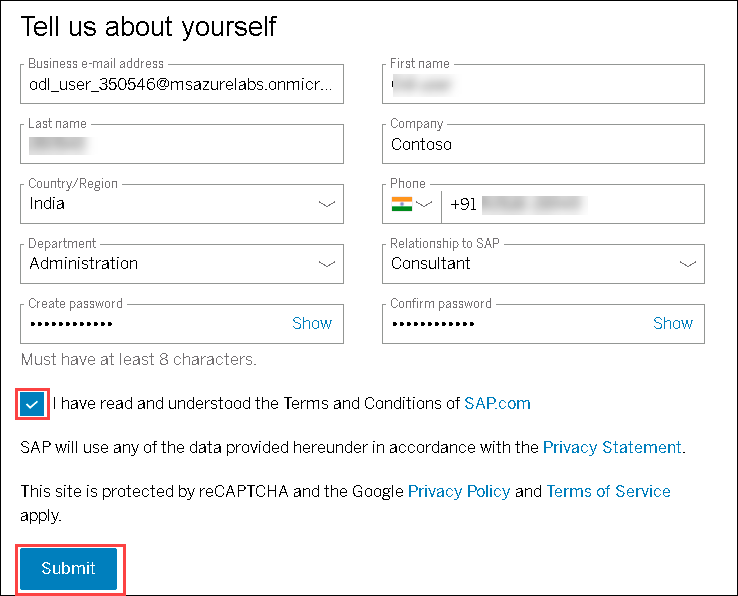 Tell us about yourself
Business e-mail address
odl_user_350546@msazurelabs.onmicr...
First name
Last name
Company
Contoso
Country/Region
India
Phone
+91
Department
Administration
Relationship to SAP
Consultant
Create password
•••••••••••• Show
Confirm password
•••••••••••• Show
Must have at least 8 characters.
I have read and understood the Terms and Conditions of SAP.com
SAP will use any of the data provided hereunder in accordance with the Privacy Statement.
This site is protected by reCAPTCHA and the Google Privacy Policy and Terms of Service
apply.
Submit